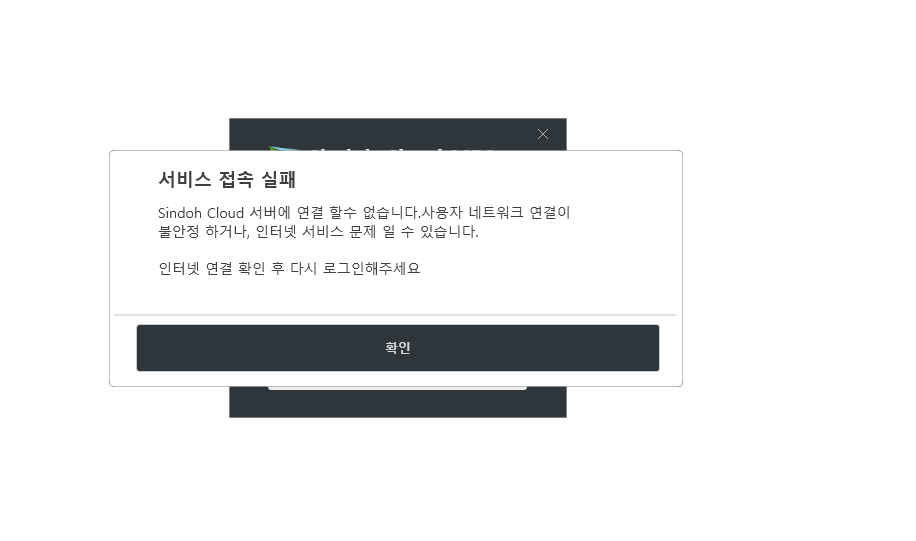 서비스 접속 실패
Sindoh Cloud 서버에 연결 할수 없습니다.사용자 네트워크 연결이
불안정 하거나, 인터넷 서비스 문제 일 수 있습니다.
인터넷 연결 확인 후 다시 로그인해주세요
확인